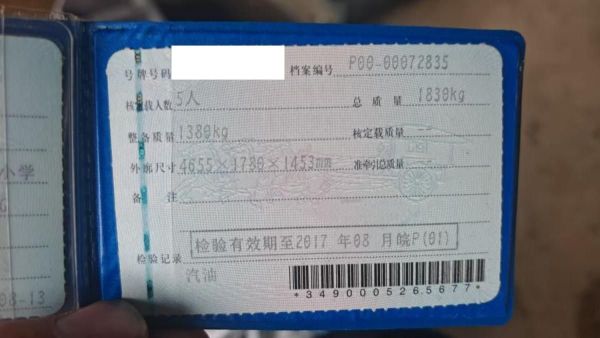 号牌号码 档案编号 P00-00072835
核定载人数 5人 总质量 1830kg
整备质量 1380kg 核定载质量 --
外廓尺寸 4655×1780×1453mm 准牵引总质量 --
备注
检验有效期至2017 年08 月皖P(01)
检验记录
汽油
*3490005265677*
小学
G
08-13